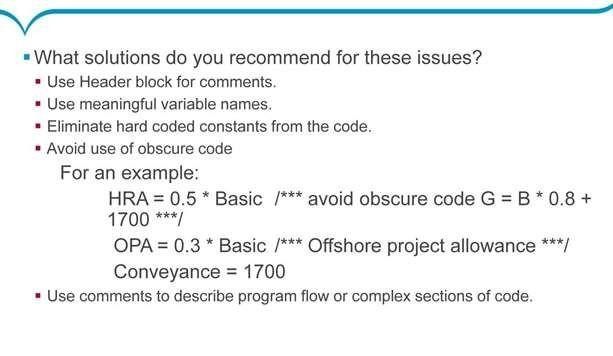 What solutions do you recommend for these issues?
Use Header block for comments.
Use meaningful variable names.
Eliminate hard coded constants from the code.
Avoid use of obscure code
For an example:
HRA = 0.5 * Basic /*** avoid obscure code G = B * 0.8 +
1700 ***/
OPA = 0.3 * Basic /*** Offshore project allowance ***/
Conveyance = 1700
Use comments to describe program flow or complex sections of code.